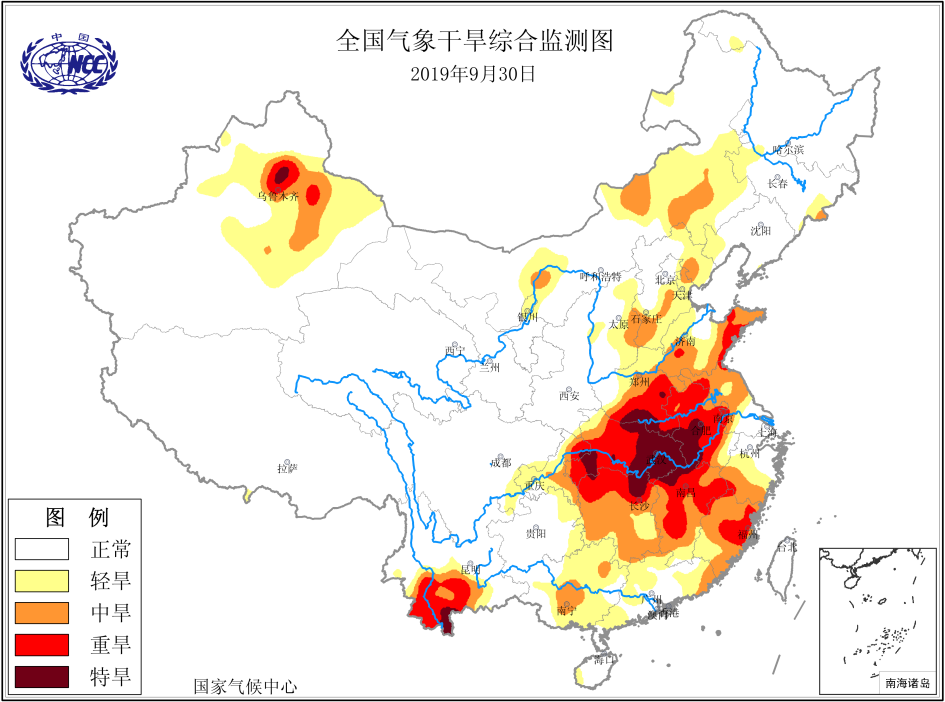 全国气象干旱综合监测图
2019年9月30日
中国
NCC
哈尔滨
长春
乌鲁木齐
沈阳
呼和浩特
北京
天津
银川
太原
石家庄
济南
西宁
兰州
郑州
西安
南京
合肥
上海
杭州
成都
拉萨
重庆
南昌
长沙
贵阳
福州
台北
昆明
南宁
广州
澳门
香港
海口
图 例
正常
轻旱
中旱
重旱
特旱
国家气候中心
南海诸岛